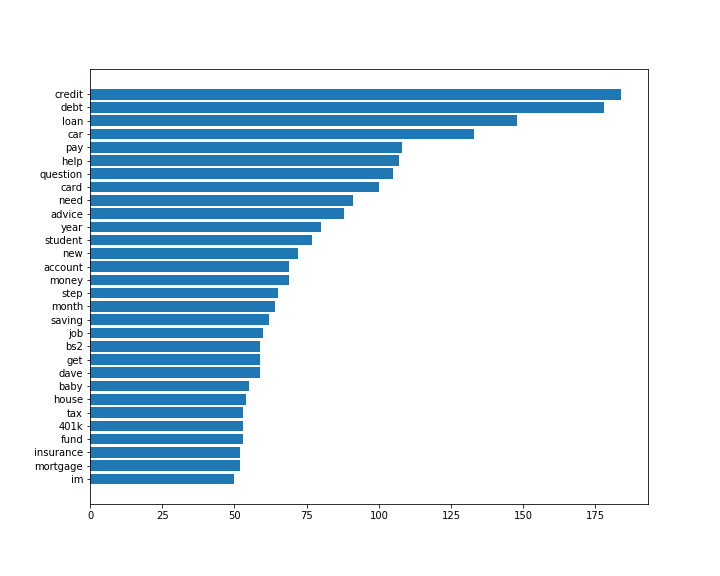 credit
debt
loan
car
pay
help
question
card
need
advice
year
student
new
account
money
step
month
saving
job
bs2
get
dave
baby
house
tax
401k
fund
insurance
mortgage
im
0 25 50 75 100 125 150 175